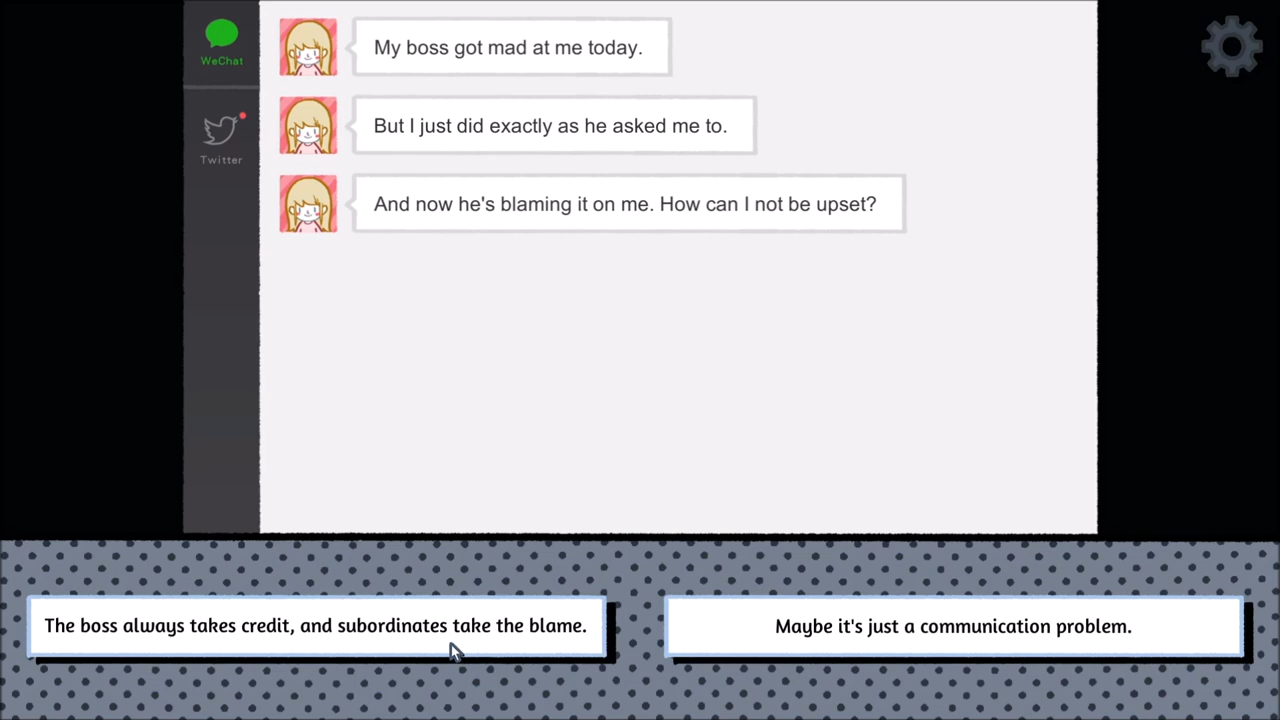 WeChat
Twitter
My boss got mad at me today.
But I just did exactly as he asked me to.
And now he's blaming it on me. How can I not be upset?
The boss always takes credit, and subordinates take the blame.
Maybe it's just a communication problem.